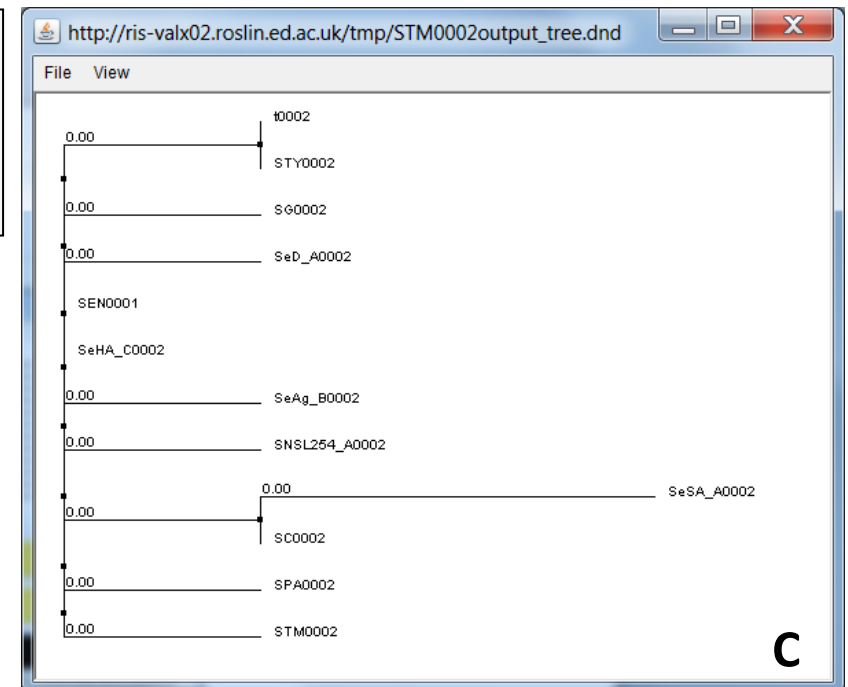 http://ris-valx02.roslin.ed.ac.uk/tmp/STM0002output_tree.dnd
File View
t0002
0.00
STY0002
0.00 SG0002
0.00 SeD_A0002
SEN0001
SeHA_C0002
0.00 SeAg_B0002
0.00 SNSL254_A0002
0.00 SeSA_A0002
0.00
SC0002
0.00 SPA0002
0.00 STM0002
C